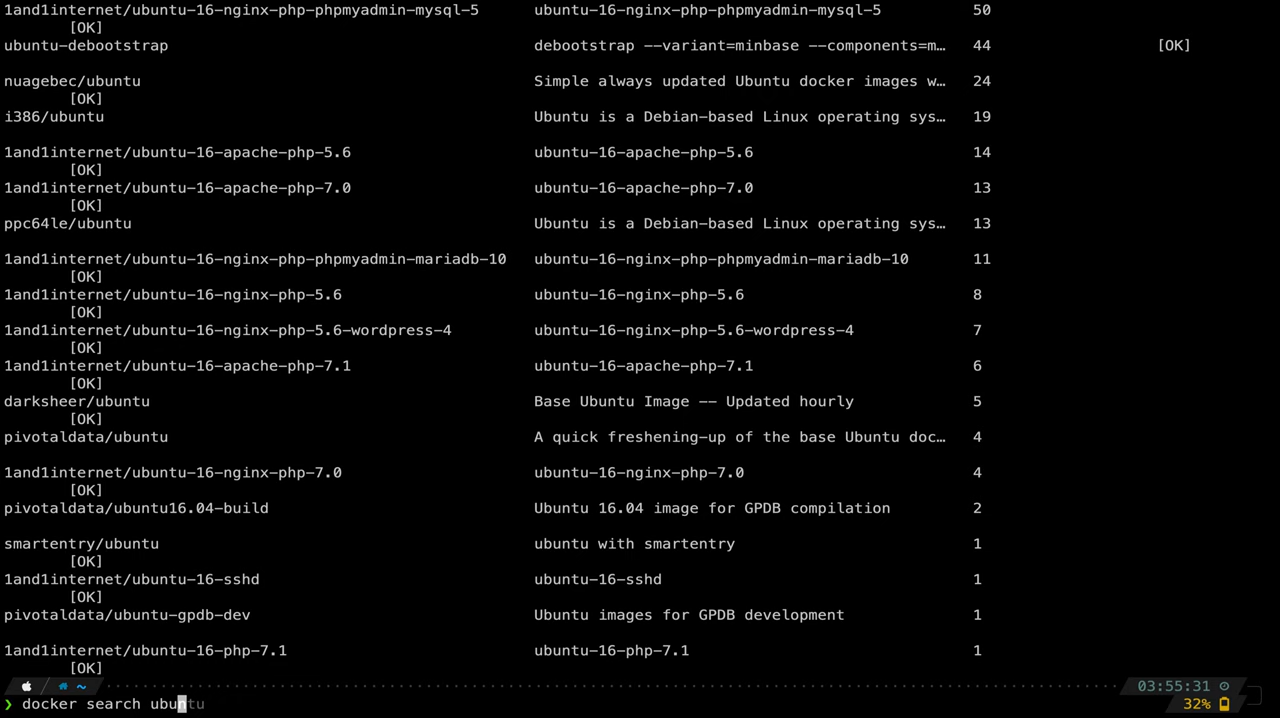 1and1internet/ubuntu-16-nginx-php-phpmyadmin-mysql-5 ubuntu-16-nginx-php-phpmyadmin-mysql-5 50
[OK]
ubuntu-debootstrap debootstrap --variant=minbase --components=m… 44 [OK]
nuagebec/ubuntu Simple always updated Ubuntu docker images w… 24
[OK]
i386/ubuntu Ubuntu is a Debian-based Linux operating sys… 19
1and1internet/ubuntu-16-apache-php-5.6 ubuntu-16-apache-php-5.6 14
[OK]
1and1internet/ubuntu-16-apache-php-7.0 ubuntu-16-apache-php-7.0 13
[OK]
ppc64le/ubuntu Ubuntu is a Debian-based Linux operating sys… 13
1and1internet/ubuntu-16-nginx-php-phpmyadmin-mariadb-10 ubuntu-16-nginx-php-phpmyadmin-mariadb-10 11
[OK]
1and1internet/ubuntu-16-nginx-php-5.6 ubuntu-16-nginx-php-5.6 8
[OK]
1and1internet/ubuntu-16-nginx-php-5.6-wordpress-4 ubuntu-16-nginx-php-5.6-wordpress-4 7
[OK]
1and1internet/ubuntu-16-apache-php-7.1 ubuntu-16-apache-php-7.1 6
[OK]
darksheer/ubuntu Base Ubuntu Image -- Updated hourly 5
[OK]
pivotaldata/ubuntu A quick freshening-up of the base Ubuntu doc… 4
1and1internet/ubuntu-16-nginx-php-7.0 ubuntu-16-nginx-php-7.0 4
[OK]
pivotaldata/ubuntu16.04-build Ubuntu 16.04 image for GPDB compilation 2
smartentry/ubuntu ubuntu with smartentry 1
[OK]
1and1internet/ubuntu-16-sshd ubuntu-16-sshd 1
[OK]
pivotaldata/ubuntu-gpdb-dev Ubuntu images for GPDB development 1
1and1internet/ubuntu-16-php-7.1 ubuntu-16-php-7.1 1
[OK]
~ 03:55:31
❯ docker search ubuntu 32%